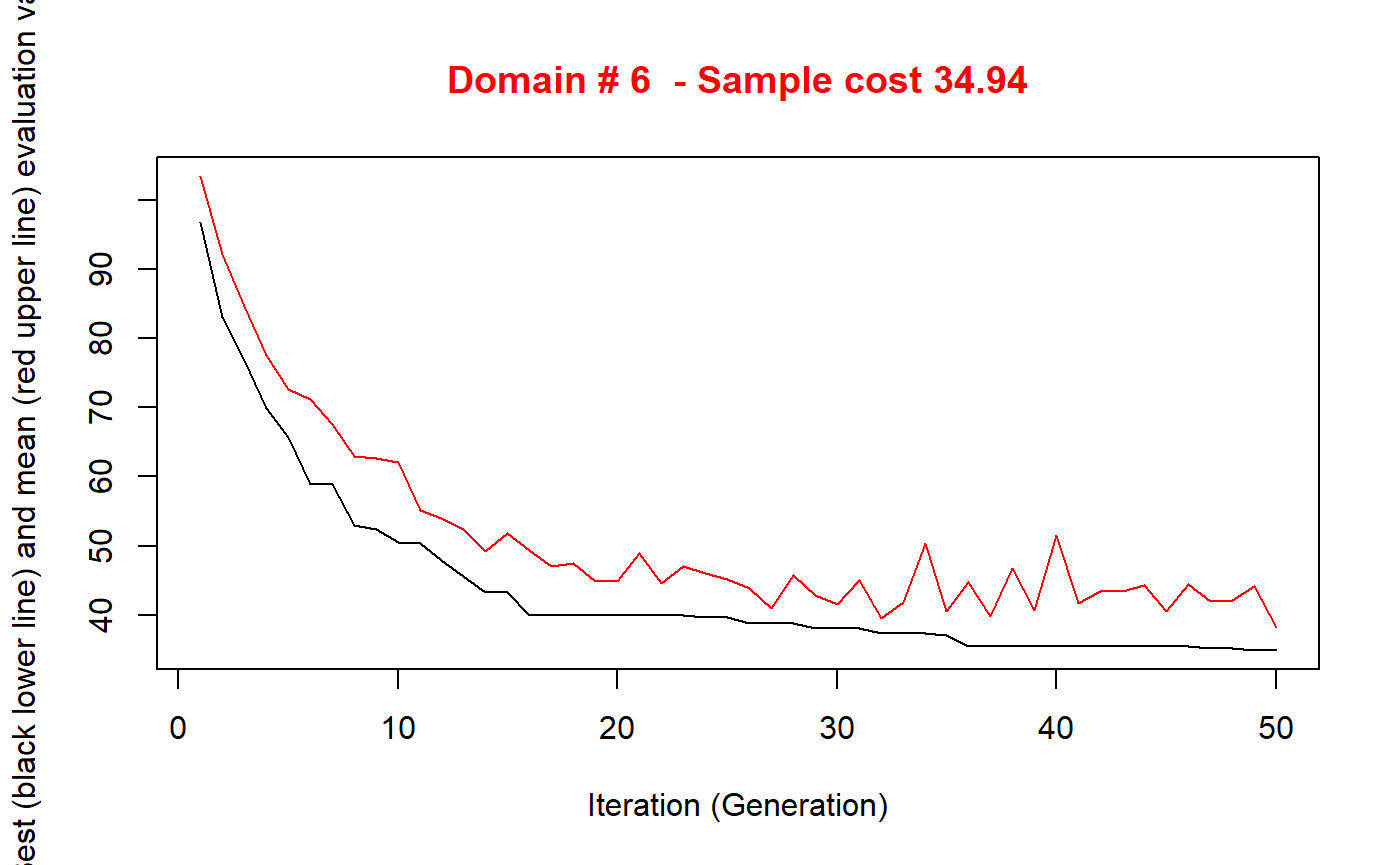 Domain # 6  - Sample cost 34.94
(black lower line) and mean (red upper line) evaluation
90
80
70
60
50
40
0 10 20 30 40 50
Iteration (Generation)